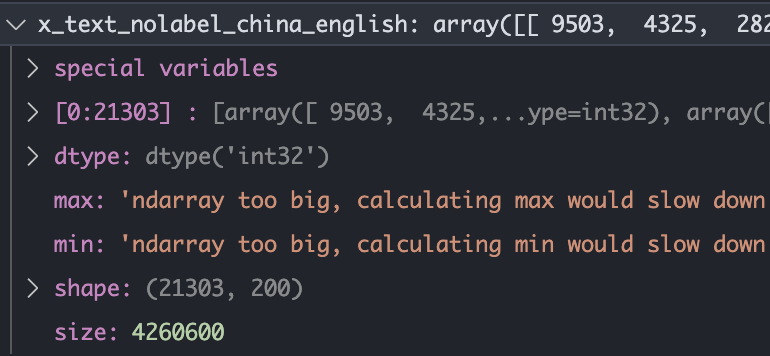 x_text_nolabel_china_english: array([[ 9503,  4325,  282
special variables
[0:21303] : [array([ 9503,  4325,...ype=int32), array([
dtype: dtype('int32')
max: 'ndarray too big, calculating max would slow down
min: 'ndarray too big, calculating min would slow down
shape: (21303, 200)
size: 4260600